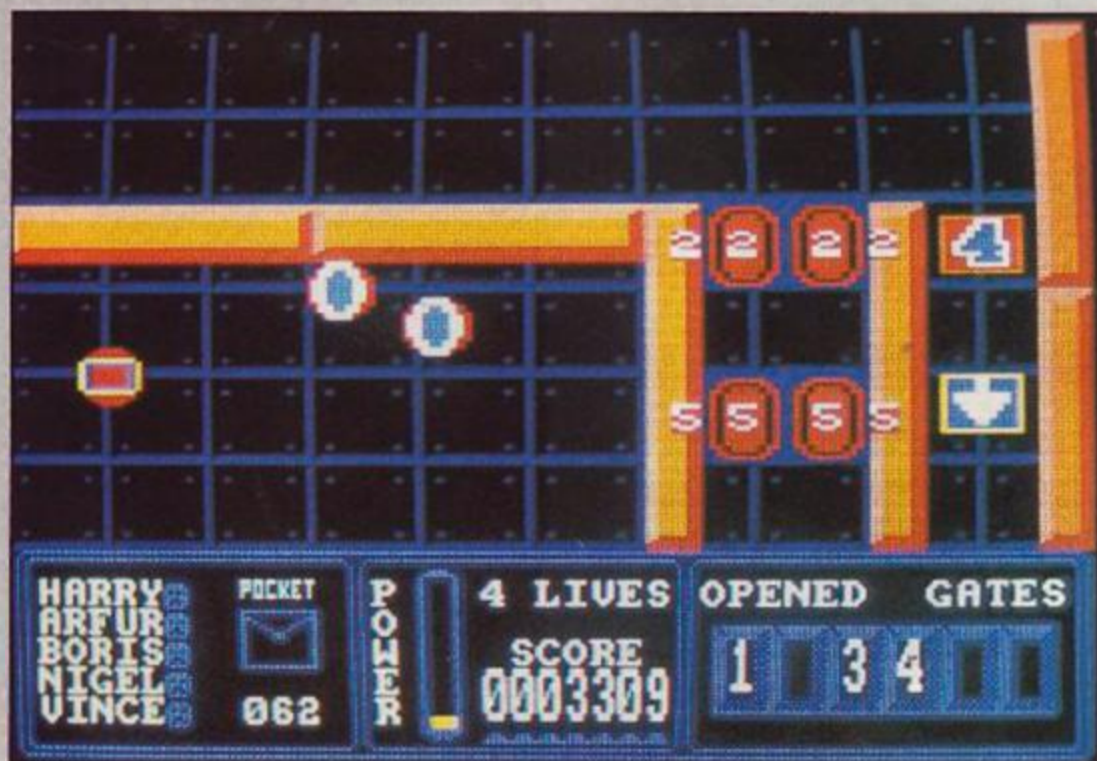 2 2 2 2 4
5 5 5 5
HARRY
ARFUR
BORIS
NIGEL
VINCE
POCKET
062
POWER
4 LIVES
SCORE
0003309
OPENED GATES
1 3 4